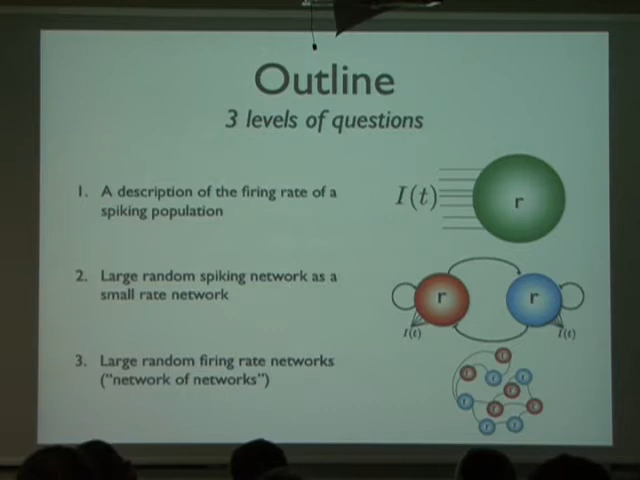 Outline
3 levels of questions
1. A description of the firing rate of a
spiking population
I(t)
r
2. Large random spiking network as a
small rate network
r r
I(t) I(t)
3. Large random firing rate networks
("network of networks")